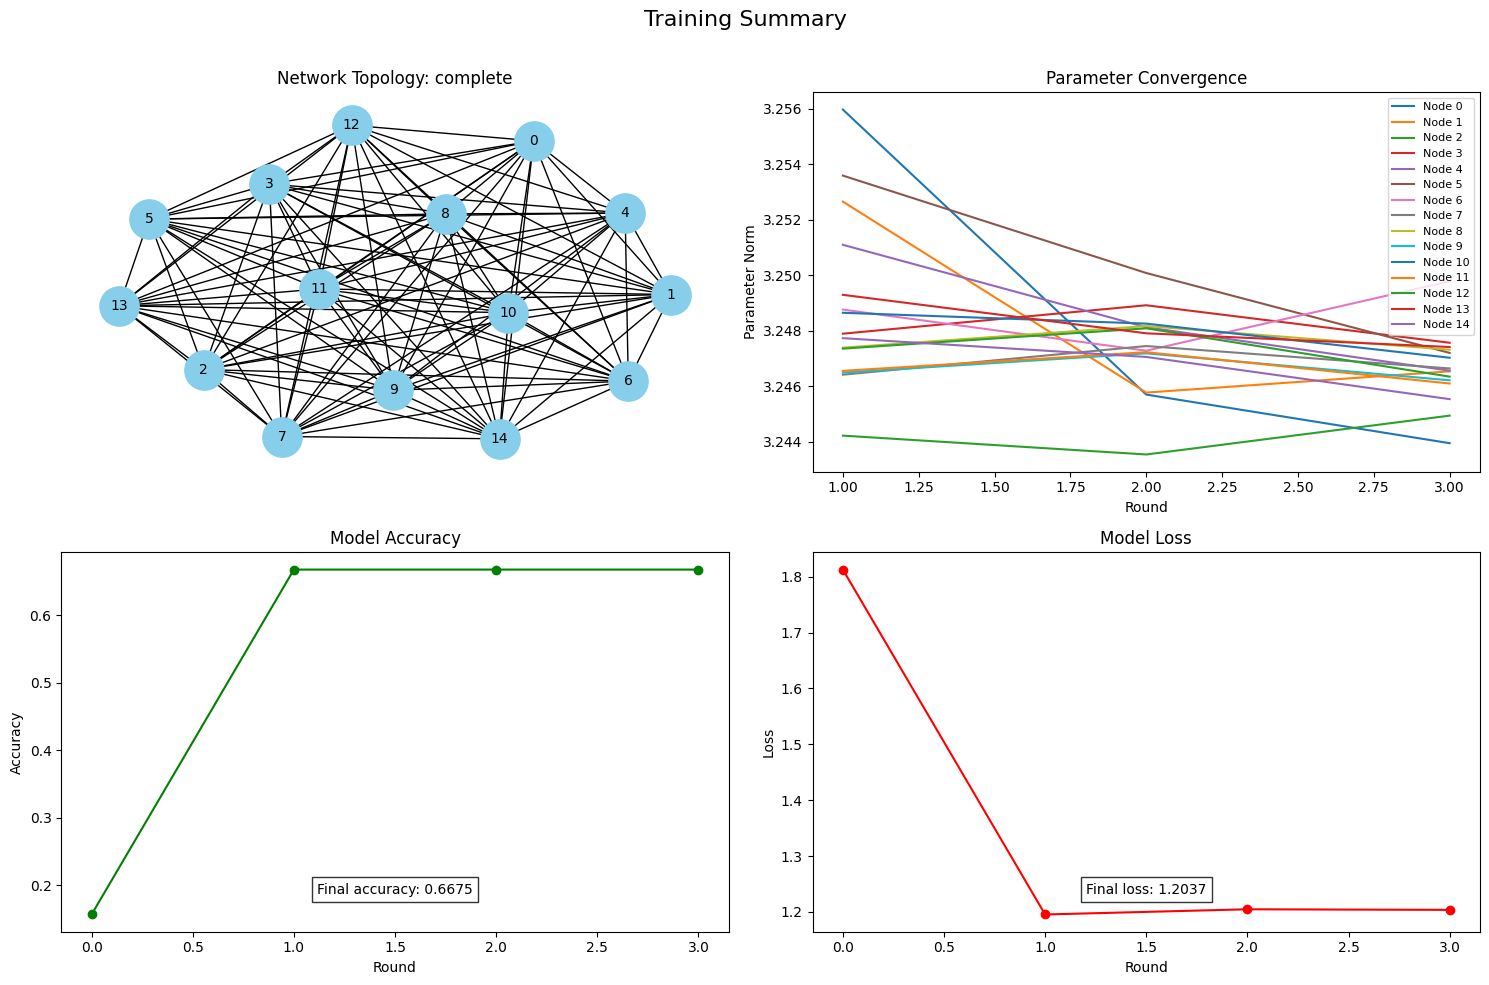 Training Summary
Network Topology: complete
12
0
3
8
4
5
11
1
13
10
2
9
6
7
14
Parameter Convergence
Parameter Norm
3.256
3.254
3.252
3.250
3.248
3.246
3.244
Node 0
Node 1
Node 2
Node 3
Node 4
Node 5
Node 6
Node 7
Node 8
Node 9
Node 10
Node 11
Node 12
Node 13
Node 14
1.00 1.25 1.50 1.75 2.00 2.25 2.50 2.75 3.00
Round
Model Accuracy
Accuracy
0.6
0.5
0.4
0.3
0.2
Final accuracy: 0.6675
0.0 0.5 1.0 1.5 2.0 2.5 3.0
Round
Model Loss
Loss
1.8
1.7
1.6
1.5
1.4
1.3
1.2
Final loss: 1.2037
0.0 0.5 1.0 1.5 2.0 2.5 3.0
Round